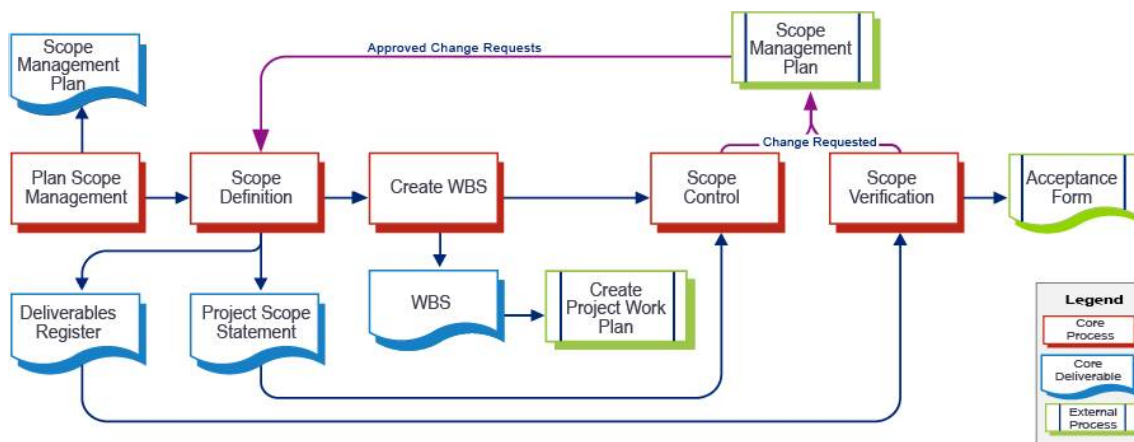 Scope
Management
Plan
Approved Change Requests
Scope
Management
Plan
Change Requested
Plan Scope
Management
Scope
Definition
Create WBS
Scope
Control
Scope
Verification
Acceptance
Form
Deliverables
Register
Project Scope
Statement
WBS
Create
Project Work
Plan
Legend
Core
Process
Core
Deliverable
External
Process